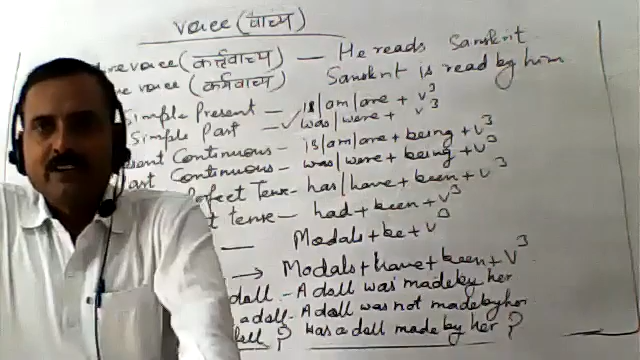 Voice (वाच्य)
voice (कर्तृवाच्य) — He reads Sanskrit
voice (कर्मवाच्य) Sanskrit is read by him
Simple Present — is/am/are + v3
Simple Past — ✓ was/were + v3
Continuous — is/am/are + being + v3
Continuous — was/were + being + v3
Tense — has/have + been + v3
tense — had + been + v3
— Modals + be + v3
→ Modals + have + been + v3
doll — A doll was made by her
a doll — A doll was not made by her
? Was a doll made by her ?